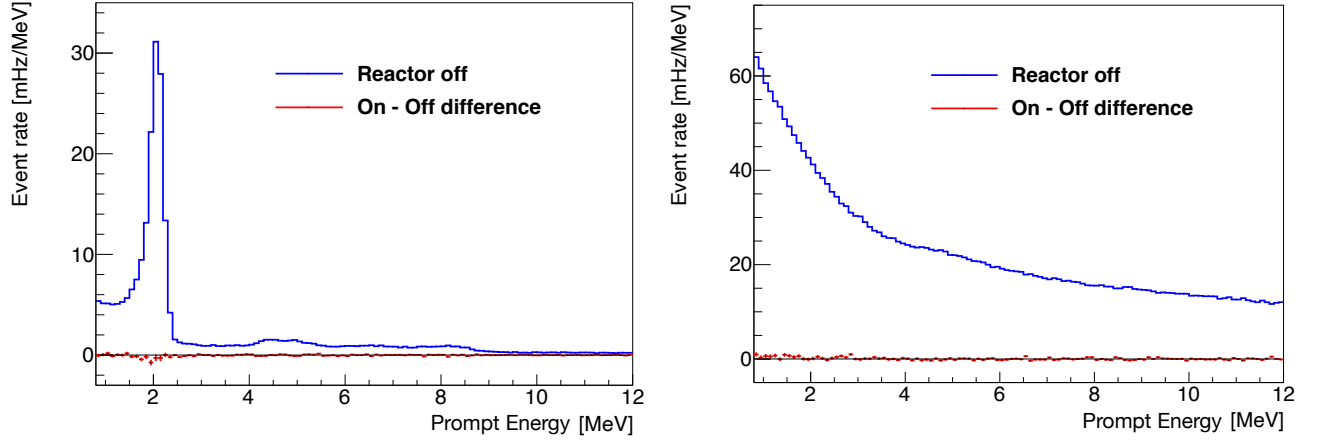 Event rate [mHz/MeV]
30
20
10
0
Reactor off
On - Off difference
2 4 6 8 10 12
Prompt Energy [MeV]
Event rate [mHz/MeV]
60
40
20
0
Reactor off
On - Off difference
2 4 6 8 10 12
Prompt Energy [MeV]